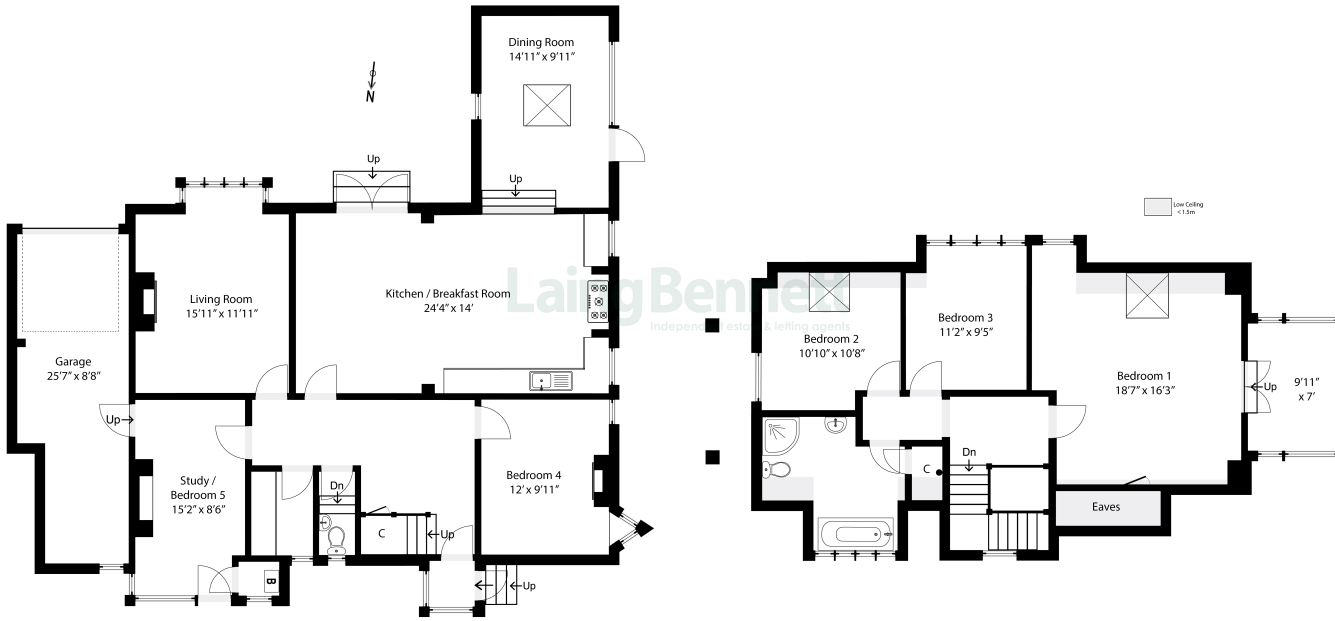 Dining Room
14'11" x 9'11"
N
Up
Up
Low Ceiling
< 1.5m
Laing Bennett
Independent estate & letting agents
Living Room
15'11" x 11'11"
Kitchen / Breakfast Room
24'4" x 14'
Garage
25'7" x 8'8"
Up
Study /
Bedroom 5
15'2" x 8'6"
Bedroom 4
12' x 9'11"
Dn
C
Up
B
Up
Bedroom 2
10'10" x 10'8"
Bedroom 3
11'2" x 9'5"
Bedroom 1
18'7" x 16'3"
Up
9'11"
x 7'
C
Dn
Eaves